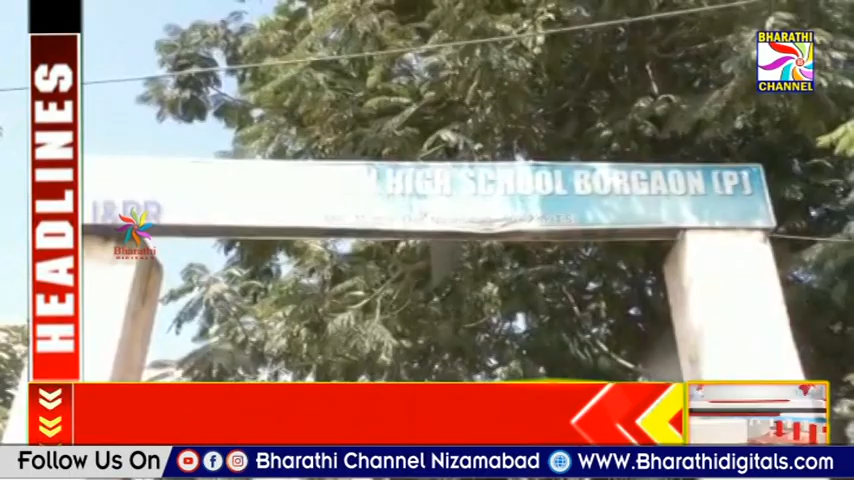 BHARATHI
CHANNEL
HEADLINES
HIGH SCHOOL BORGAON (P)
I&PR
Bharathi
Follow Us On
Bharathi Channel Nizamabad
Www.Bharathidigitals.com